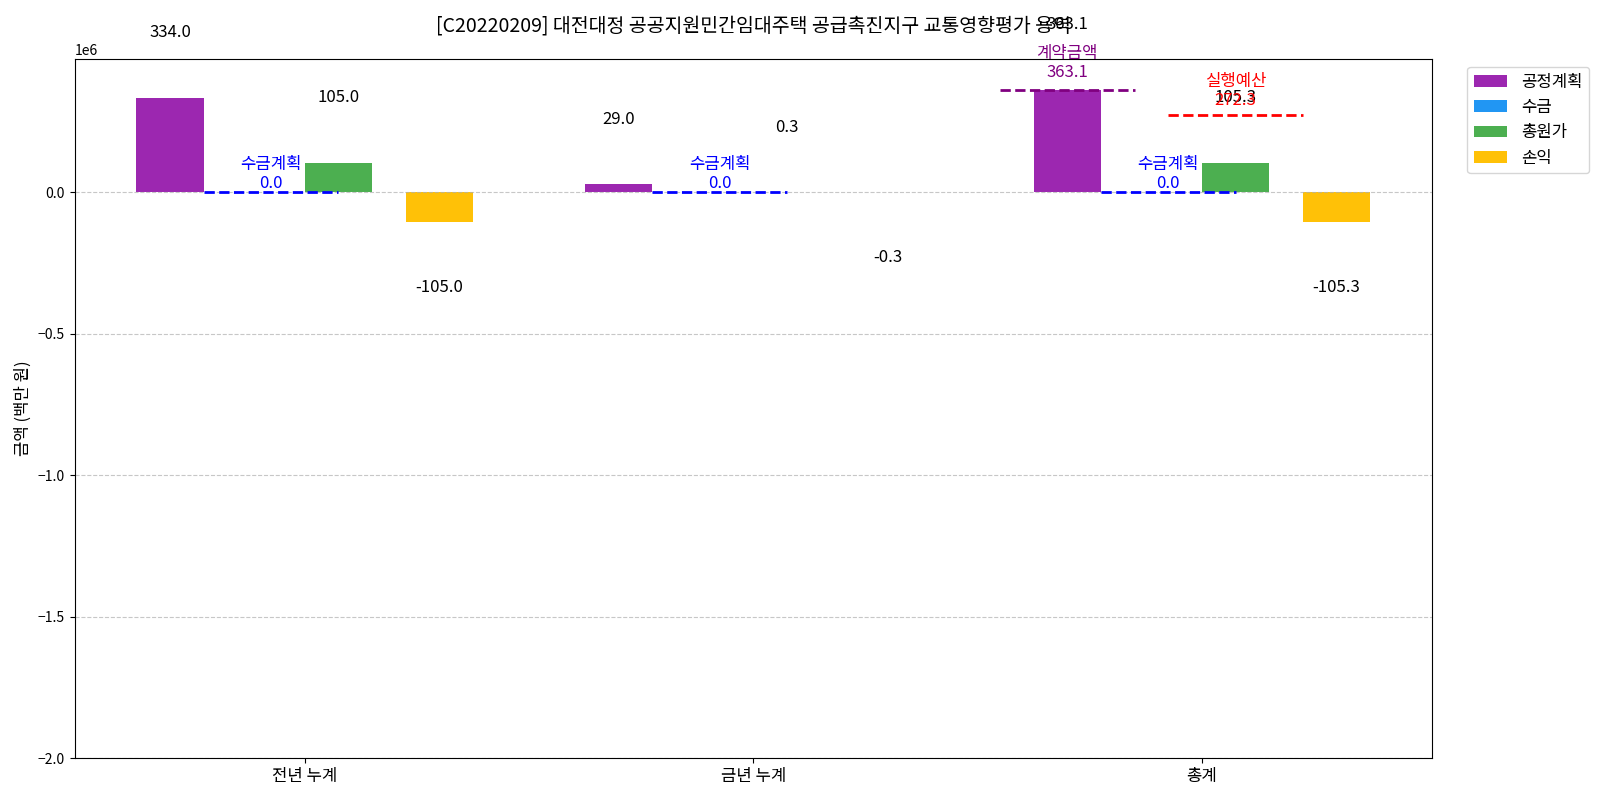 [C20220209] 대전대정 공공지원민간임대주택 공급촉진지구 교통영향평가 용역
1e6
334.0
105.0
29.0
0.3
363.1
계약금액
363.1
실행예산
272.3
105.3
수금계획
0.0
수금계획
0.0
수금계획
0.0
-105.0
-0.3
-105.3
공정계획
수금
총원가
손익
금액 (백만 원)
0.0
−0.5
−1.0
−1.5
−2.0
전년 누계
금년 누계
총계